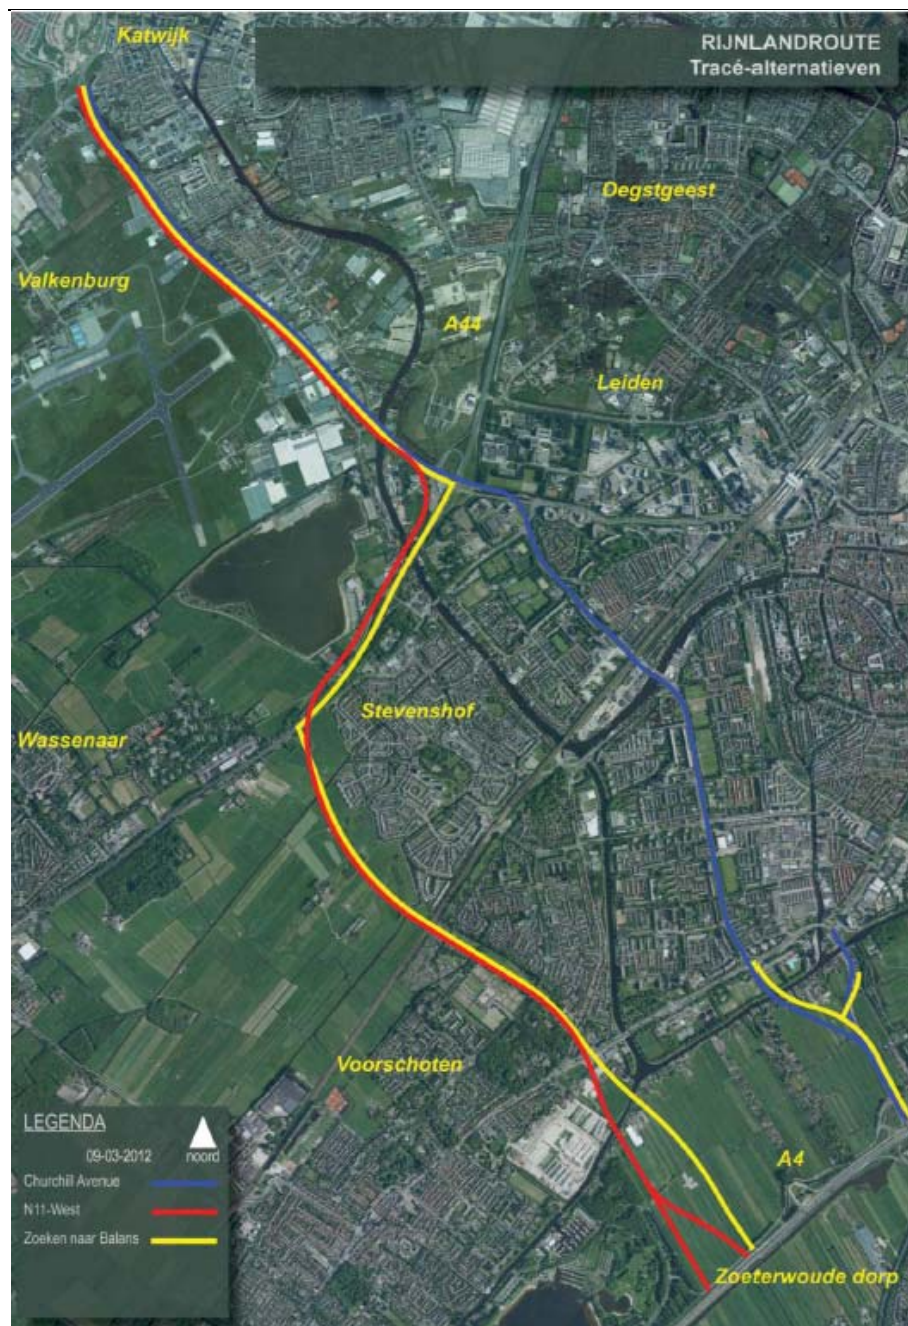 Katwijk
RIJNLANDROUTE
Tracé-alternatieven
Oegstgeest
Valkenburg
A44
Leiden
Stevenshof
Wassenaar
Voorschoten
LEGENDA
09-03-2012 noord
Churchill Avenue
N11-West
Zoeken naar Balans
A4
Zoeterwoude dorp